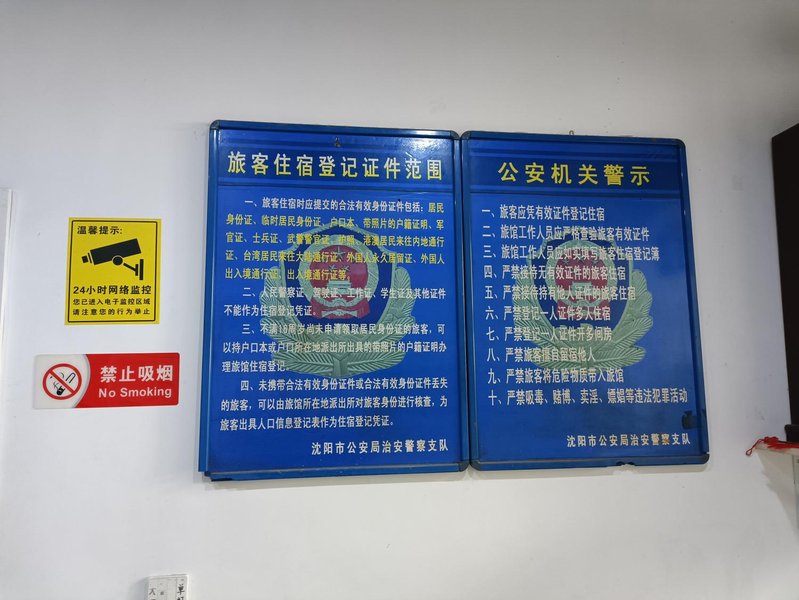 温馨提示:
24小时网络监控
您已进入电子监控区域
请注意您的行为举止
禁止吸烟
No Smoking
旅客住宿登记证件范围
一、旅客住宿时应提交的合法有效身份证件包括：居民
身份证、临时居民身份证、户口本、带照片的户籍证明、军
官证、士兵证、武警警官证、护照、港澳居民来往内地通行
证、台湾居民来往大陆通行证、外国人永久居留证、外国人
出入境通行证、出入境通行证等。
二、人民警察证、驾驶证、工作证、学生证及其他证件
不能作为住宿登记凭证。
三、不满16周岁尚未申请领取居民身份证的旅客，可
以持户口本或户口所在地派出所出具的带照片的户籍证明办
理旅馆住宿登记。
四、未携带合法有效身份证件或合法有效身份证件丢失
的旅客，可以由旅馆所在地派出所对旅客身份进行核查，为
旅客出具人口信息登记表作为住宿登记凭证。
沈阳市公安局治安警察支队
公安机关警示
一、旅客应凭有效证件登记住宿
二、旅馆工作人员应严格查验旅客有效证件
三、旅馆工作人员应如实填写旅客住宿登记簿
四、严禁接待无有效证件的旅客住宿
五、严禁接待持有他人证件的旅客住宿
六、严禁登记一人证件多人住宿
七、严禁登记一人证件开多间房
八、严禁旅客擅自留宿他人
九、严禁旅客将危险物质带入旅馆
十、严禁吸毒、赌博、卖淫、嫖娼等违法犯罪活动
沈阳市公安局治安警察支队